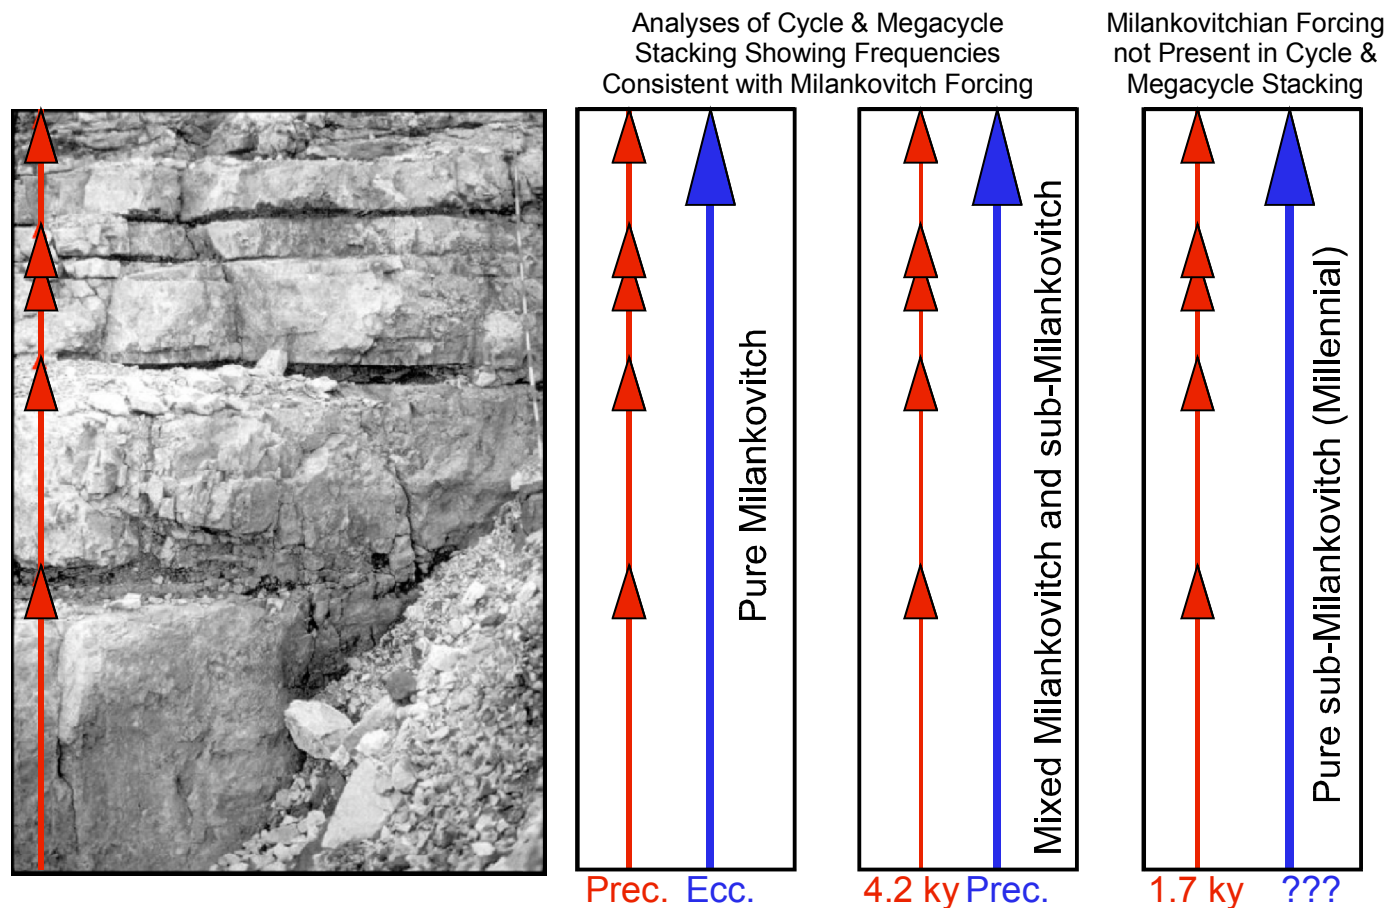 Analyses of Cycle & Megacycle
Stacking Showing Frequencies
Consistent with Milankovitch Forcing
Milankovitchian Forcing
not Present in Cycle &
Megacycle Stacking
Pure Milankovitch
Mixed Milankovitch and sub-Milankovitch
Pure sub-Milankovitch (Millennial)
Prec. Ecc.
4.2 ky Prec.
1.7 ky ???